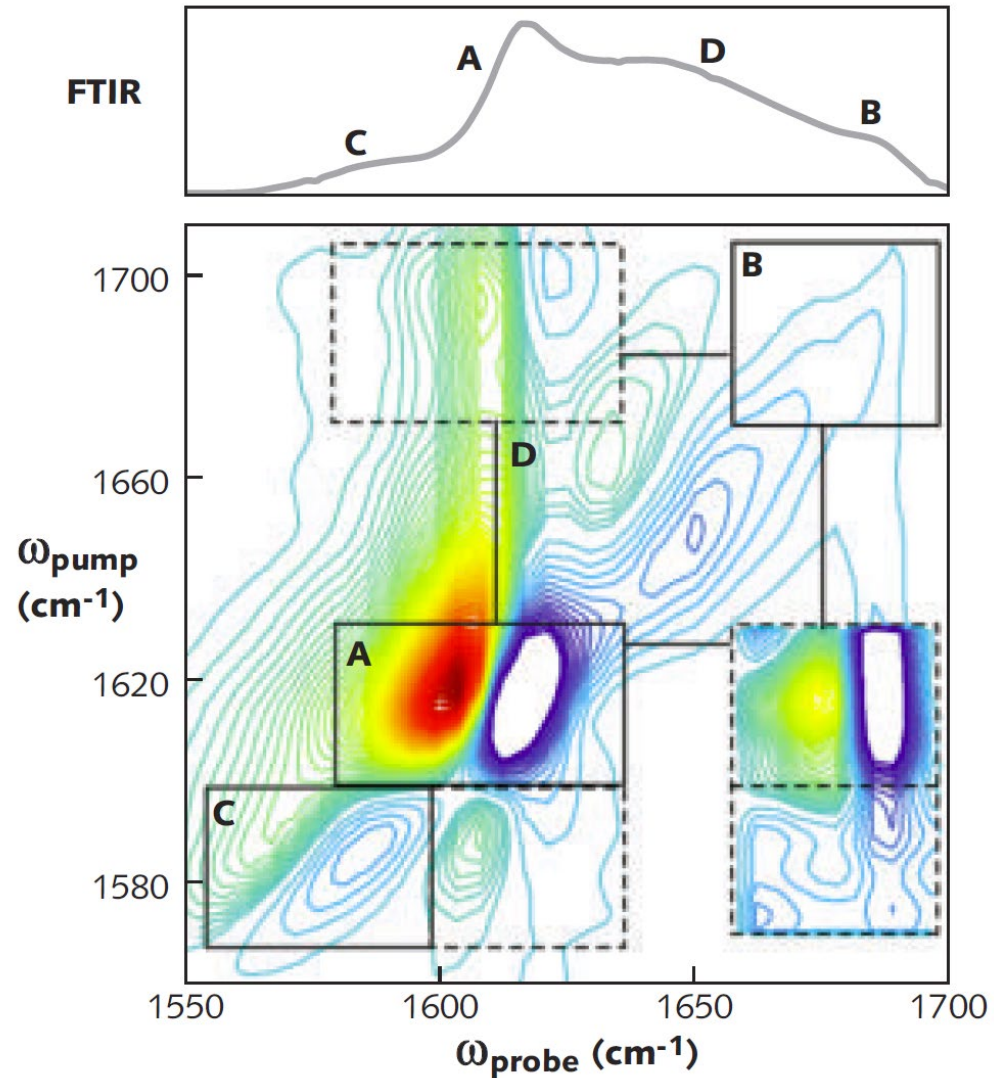 FTIR
A
D
B
C
B
1700
D
1660
ωpump
(cm-1)
A
1620
C
1580
1550
1600
1650
1700
ωprobe (cm-1)